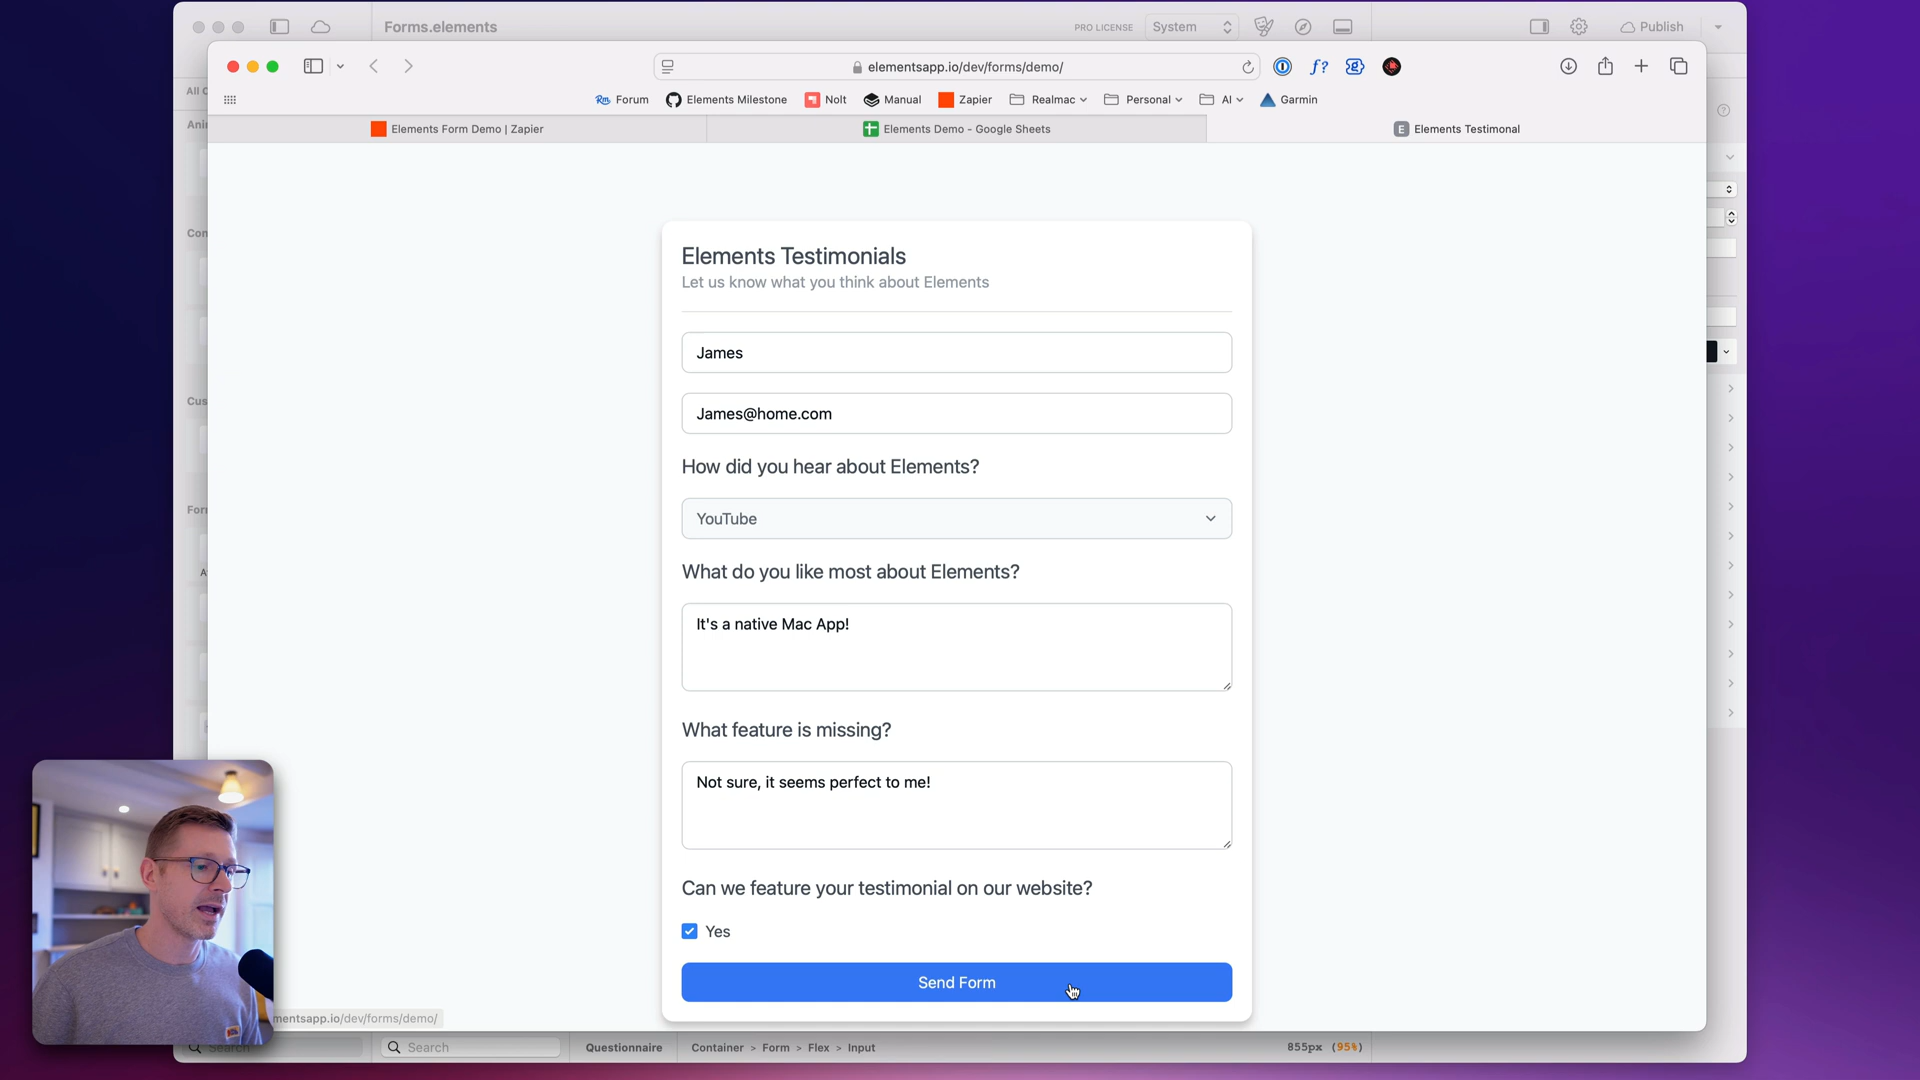 Forms.elements
PRO LICENSE
System
Publish
elementsapp.io/dev/forms/demo/
Forum
Elements Milestone
Nolt
Manual
Zapier
Realmac
Personal
AI
Garmin
Elements Form Demo | Zapier
Elements Demo - Google Sheets
E Elements Testimonal
All
Con
Cus
Elements Testimonials
Let us know what you think about Elements
James
James@home.com
How did you hear about Elements?
YouTube
What do you like most about Elements?
It's a native Mac App!
What feature is missing?
Not sure, it seems perfect to me!
Can we feature your testimonial on our website?
Yes
Send Form
mentsapp.io/dev/forms/demo/
Search
Search
Questionnaire
Container > Form > Flex > Input
855px (95%)